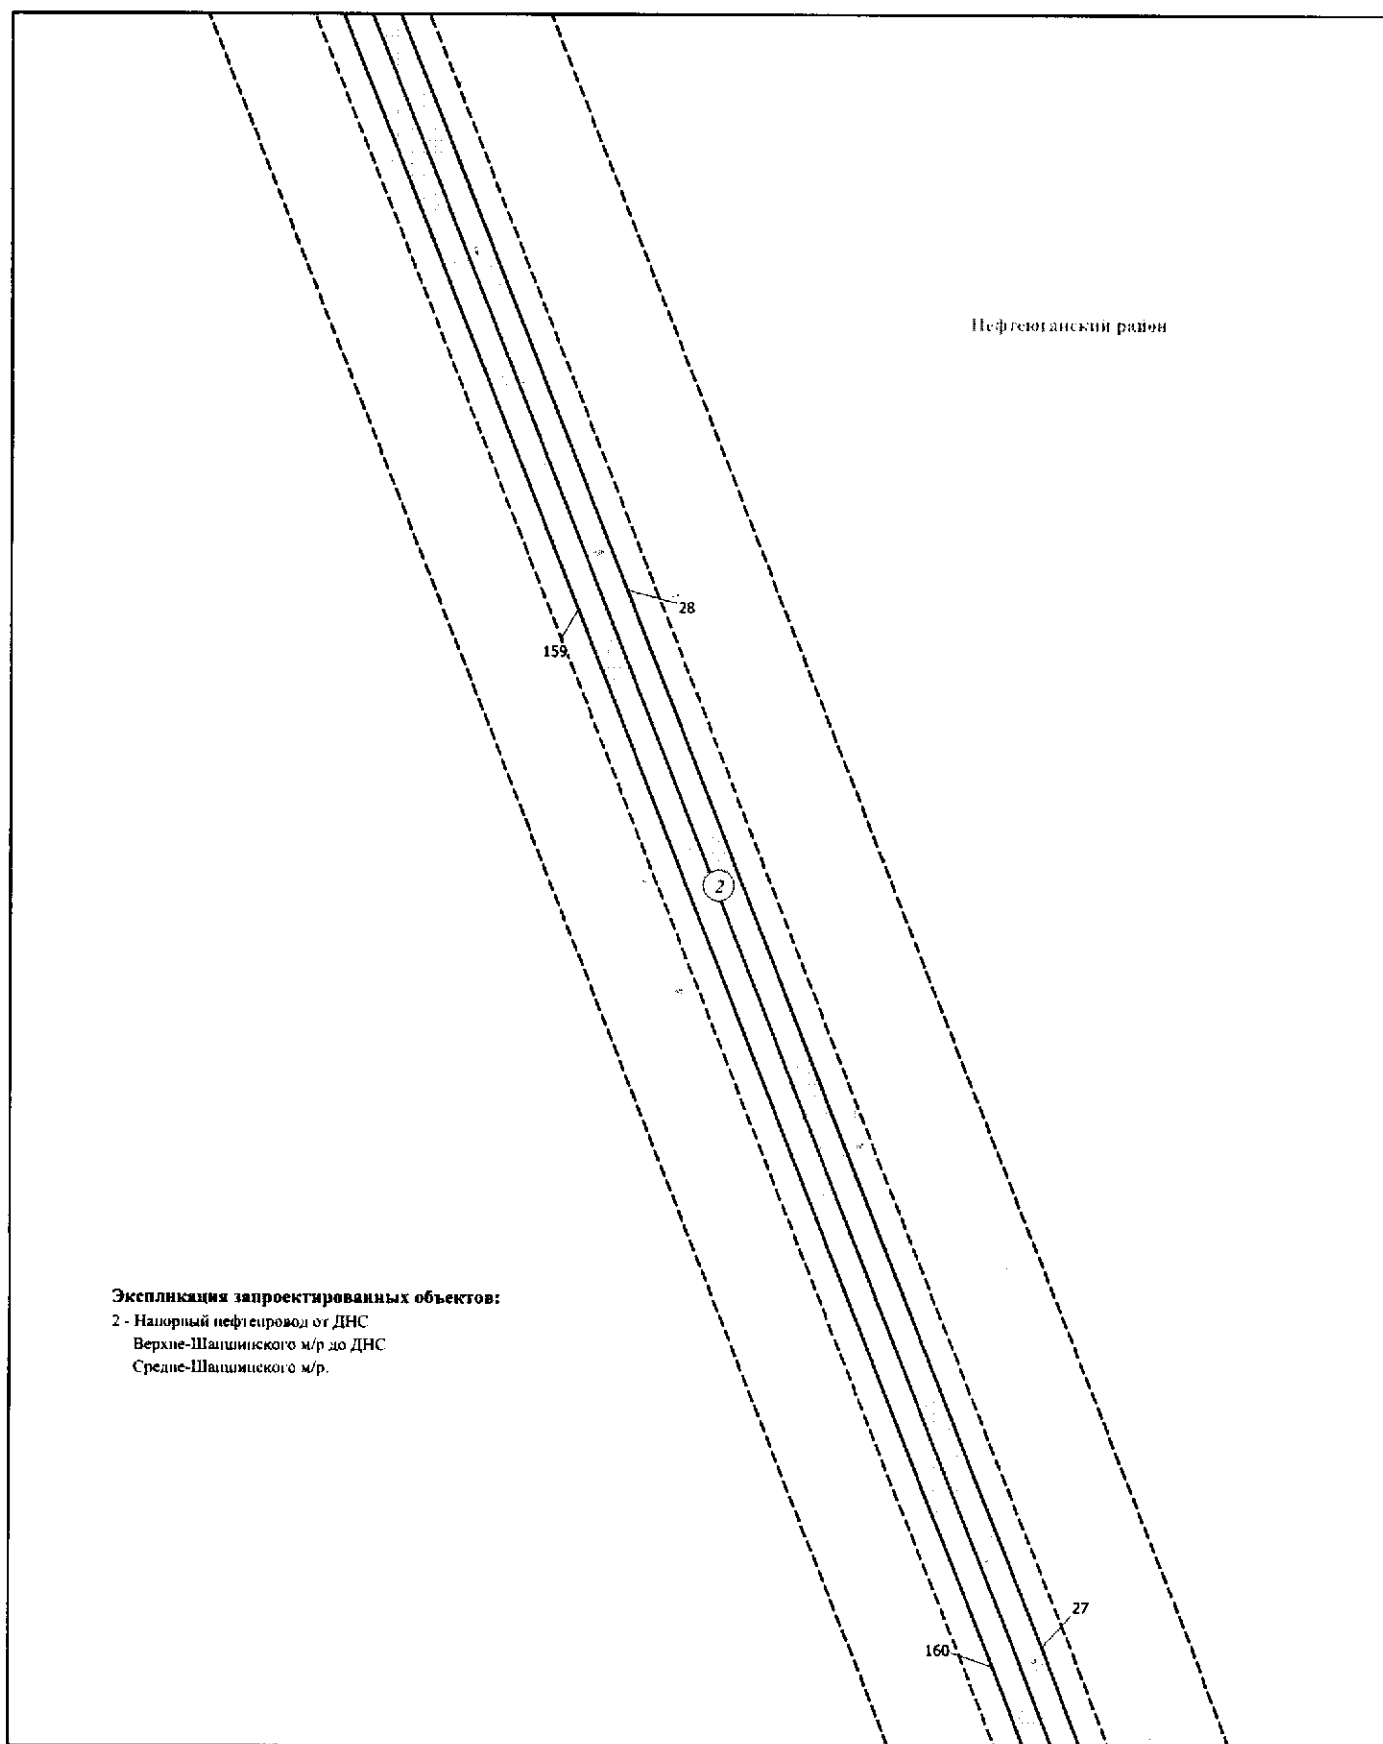 Нефтеюганский район
28
159
2
Экспликация запроектированных объектов:
2 - Напорный нефтепровод от ДНС
Верхне-Шапшинского м/р до ДНС
Средне-Шапшинского м/р.
27
160